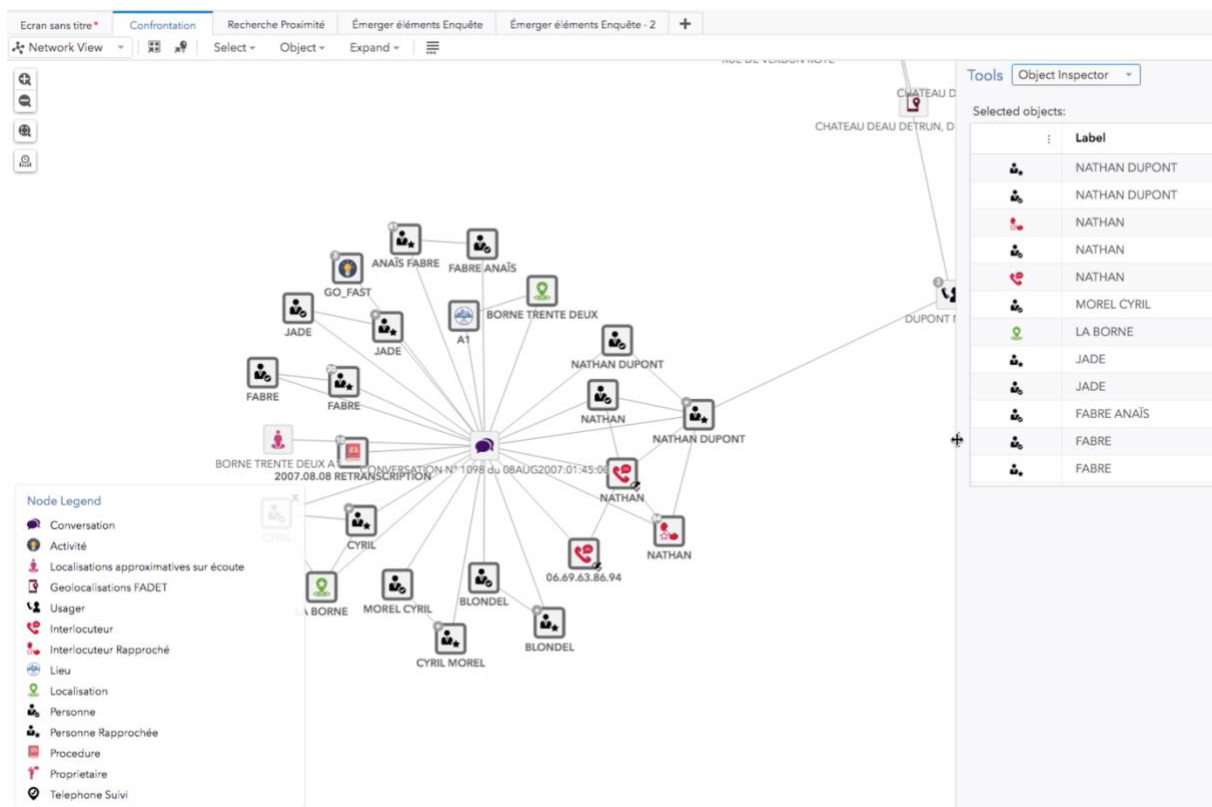 Ecran sans titre* Confrontation Recherche Proximité Émerger éléments Enquête Émerger éléments Enquête - 2 +
Network View Select Object Expand
Tools Object Inspector
Selected objects:
Label
NATHAN DUPONT
NATHAN DUPONT
NATHAN
NATHAN
NATHAN
MOREL CYRIL
LA BORNE
JADE
JADE
FABRE ANAÏS
FABRE
FABRE
CHATEAU D
CHATEAU DEAU DETRUN, D
ANAÏS FABRE
FABRE ANAÏS
GO_FAST
BORNE TRENTE DEUX
JADE
A1
JADE
DUPONT
NATHAN DUPONT
FABRE
FABRE
NATHAN
NATHAN DUPONT
BORNE TRENTE DEUX A
CONVERSATION N° 1098 du 08AUG2007:01:45:00
2007.08.08 RETRANSCRIPTION
NATHAN
CYRIL
CYRIL
NATHAN
06.69.63.86.94
LA BORNE
MOREL CYRIL
BLONDEL
BLONDEL
CYRIL MOREL
Node Legend
x
Conversation
Activité
Localisations approximatives sur écoute
Geolocalisations FADET
Usager
Interlocuteur
Interlocuteur Rapproché
Lieu
Localisation
Personne
Personne Rapprochée
Procedure
Proprietaire
Telephone Suivi